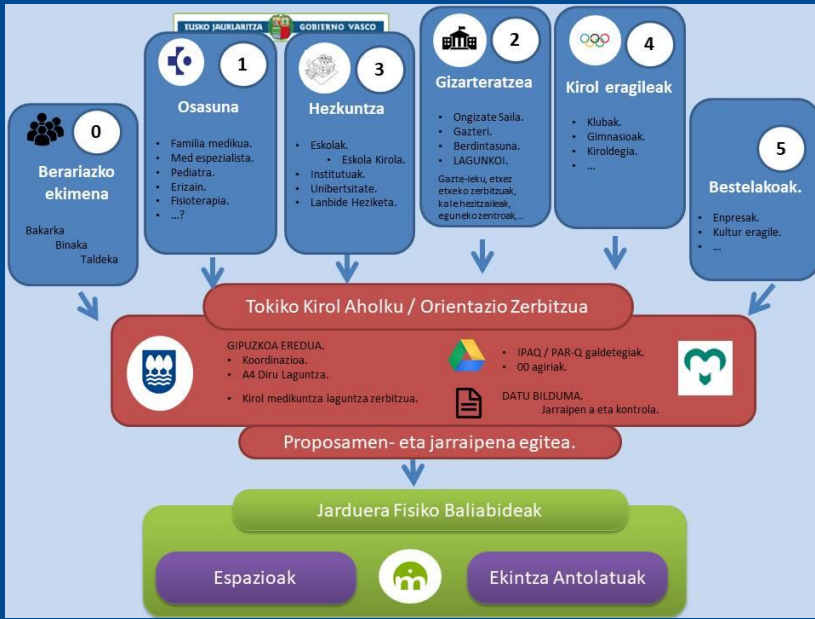 EUSKO JAURLARITZA
GOBIERNO VASCO
0
Berariazko
ekimena
Bakarka
Binaka
Taldeka
1
Osasuna
• Familia medikua.
• Med espezialista.
• Pediatra.
• Erizain.
• Fisioterapia.
• ...?
3
Hezkuntza
• Eskolak.
• Eskola Kirola.
• Institutuak.
• Unibertsitate.
• Lanbide Heziketa.
2
Gizarteratzea
• Ongizate Saila.
• Gazteri.
• Berdintasuna.
• LAGUNKOI.
Gazte-leku, etxez
etxeko zerbitzuak,
kale hezitzaileak,
eguneko zentroak,...
4
Kirol eragileak
• Klubak.
• Gimnasioak.
• Kiroldegia.
• ...
5
Bestelakoak.
• Enpresak.
• Kultur eragile.
• ...
Tokiko Kirol Aholku / Orientazio Zerbitzua
GIPUZKOA EREDUA.
• Koordinazioa.
• A4 Diru Laguntza.
• Kirol medikuntza laguntza zerbitzua.
• IPAQ / PAR-Q galdetegiak.
• 00 agiriak.
DATU BILDUMA.
Jarraipen a eta kontrola.
Proposamen- eta jarraipena egitea.
Jarduera Fisiko Baliabideak
Espazioak
Ekintza Antolatuak